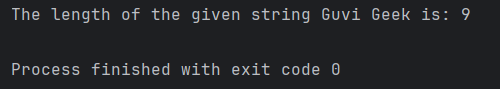 The length of the given string Guvi Geek is: 9
Process finished with exit code 0